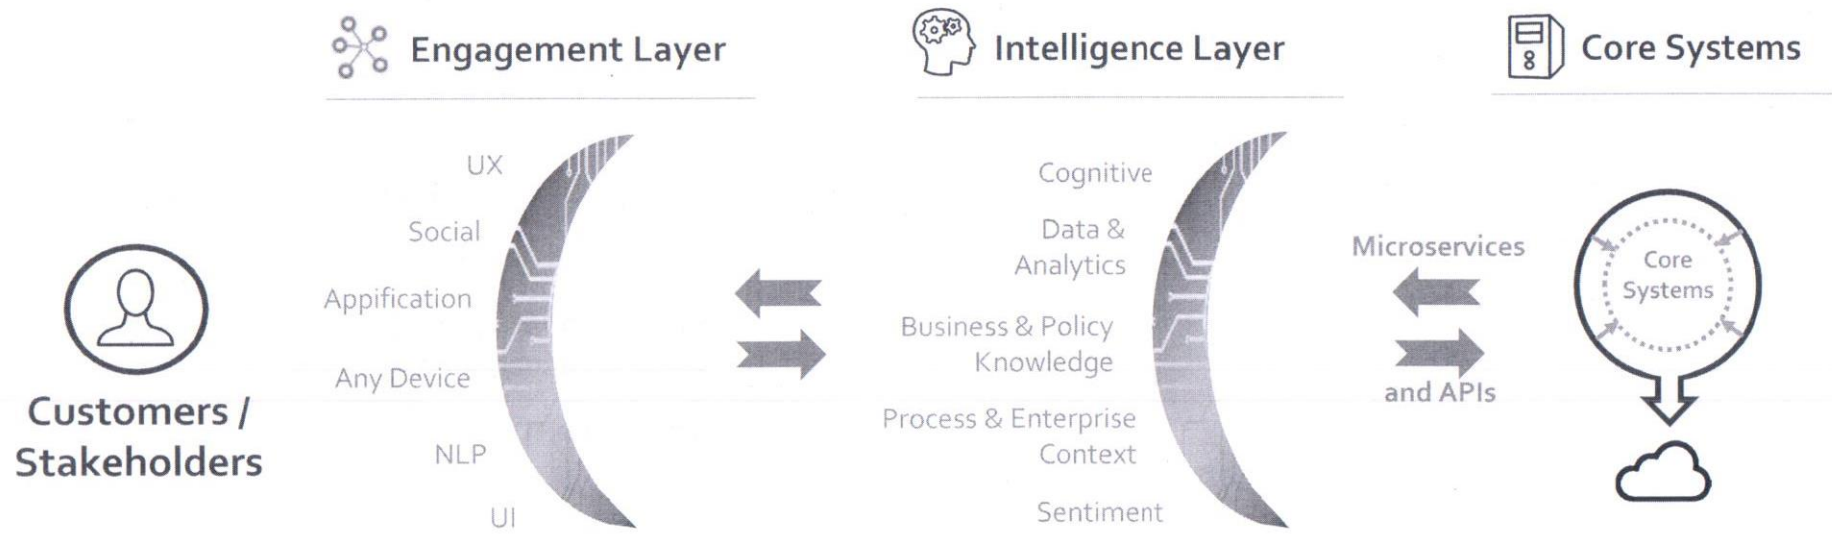 Engagement Layer
Intelligence Layer
Core Systems
Customers /
Stakeholders
UX
Social
Appification
Any Device
NLP
UI
Cognitive
Data &
Analytics
Business & Policy
Knowledge
Process & Enterprise
Context
Sentiment
Microservices
and APIs
Core
Systems